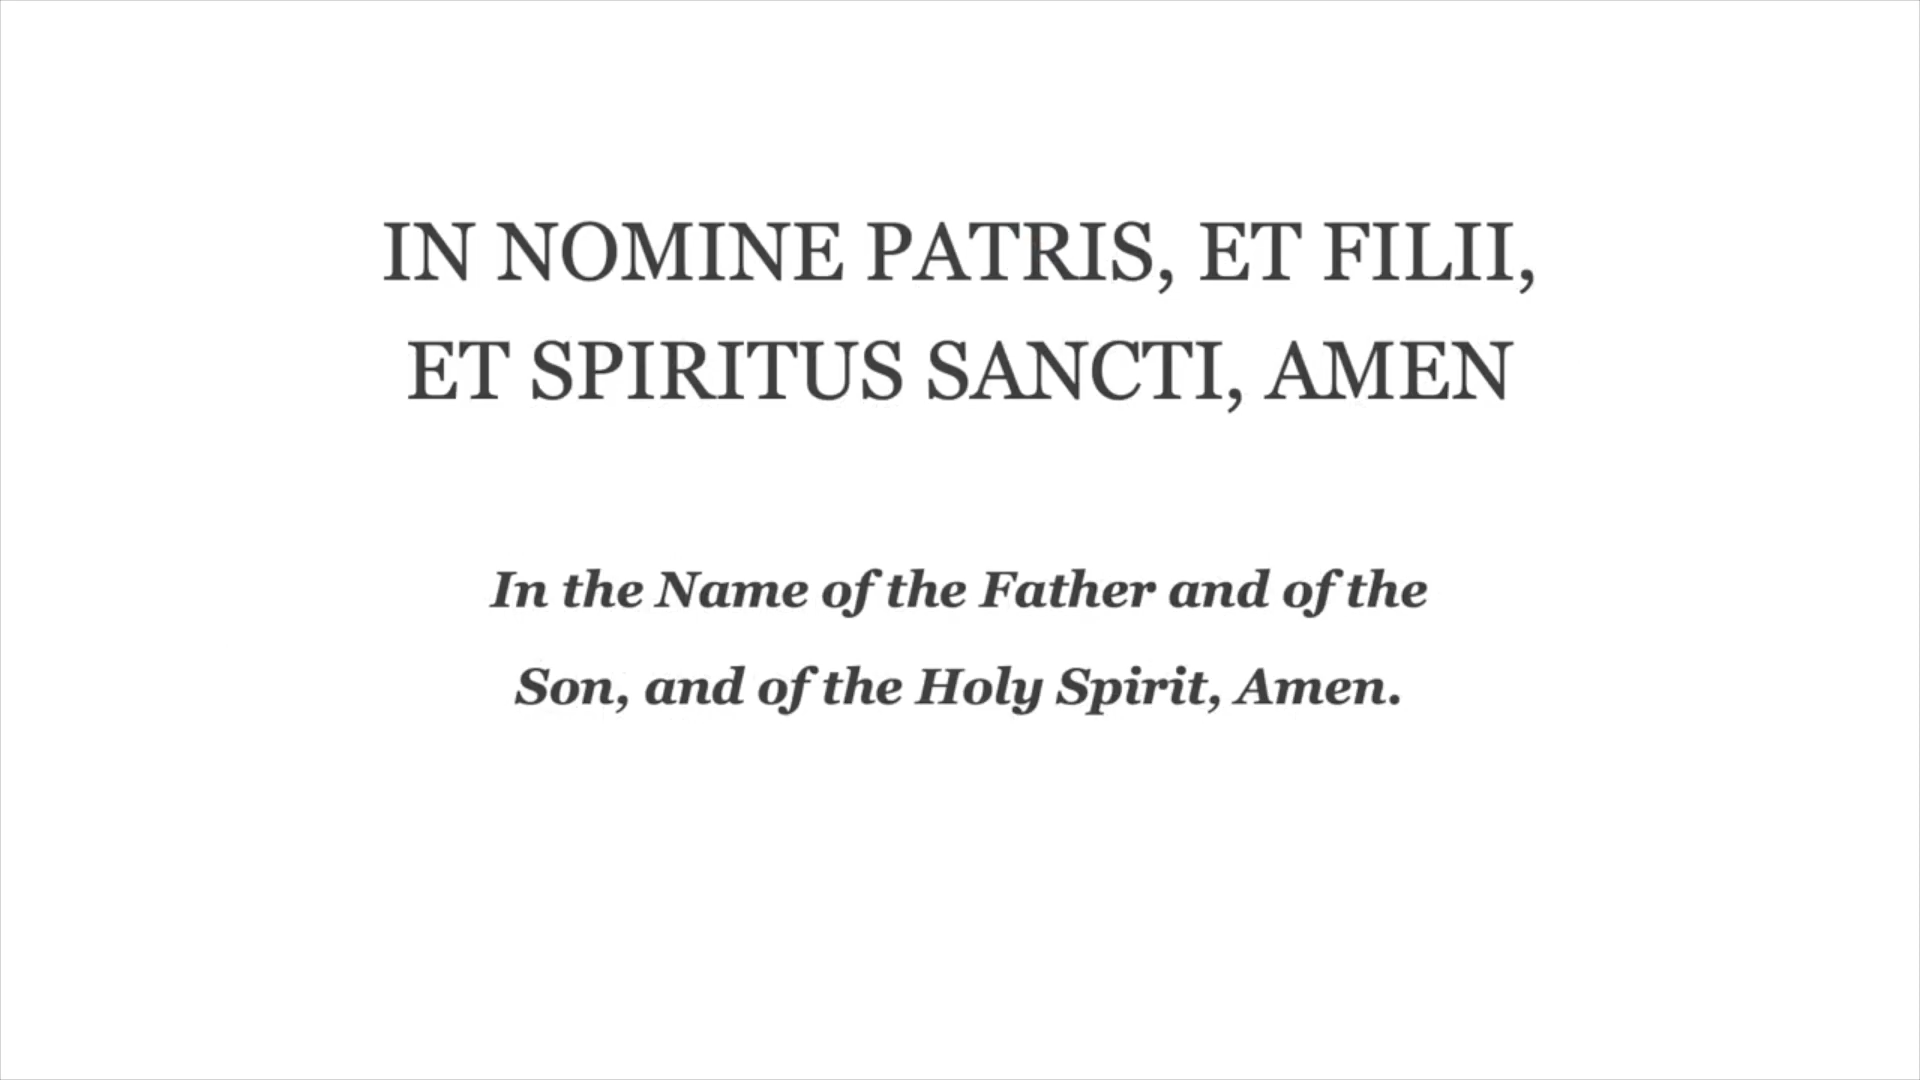 IN NOMINE PATRIS, ET FILII,
ET SPIRITUS SANCTI, AMEN
In the Name of the Father and of the
Son, and of the Holy Spirit, Amen.